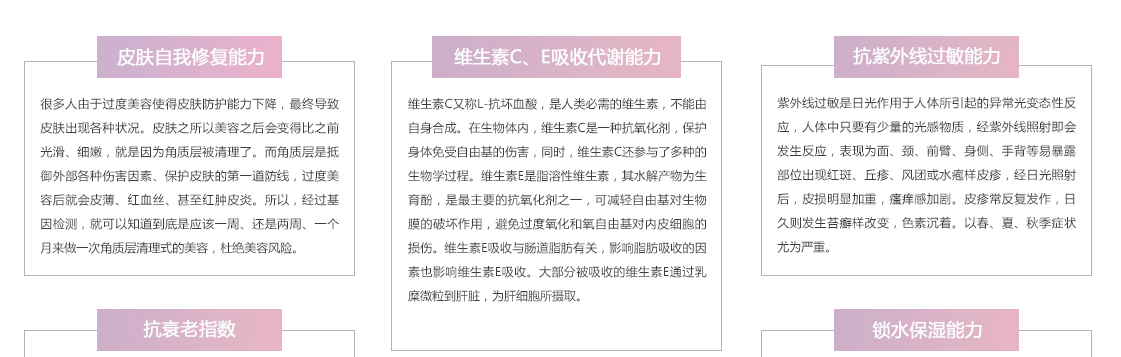 皮肤自我修复能力
很多人由于过度美容使得皮肤防护能力下降，最终导致
皮肤出现各种状况。皮肤之所以美容之后会变得比之前
光滑、细嫩，就是因为角质层被清理了。而角质层是抵
御外部各种伤害因素、保护皮肤的第一道防线，过度美
容后就会皮薄、红血丝、甚至红肿皮炎。所以，经过基
因检测，就可以知道到底是应该一周、还是两周、一个
月来做一次角质层清理式的美容，杜绝美容风险。
维生素C、E吸收代谢能力
维生素C又称L-抗坏血酸，是人类必需的维生素，不能由
自身合成。在生物体内，维生素C是一种抗氧化剂，保护
身体免受自由基的伤害，同时，维生素C还参与了多种的
生物学过程。维生素E是脂溶性维生素，其水解产物为生
育酚，是最主要的抗氧化剂之一，可减轻自由基对生物
膜的破坏作用，避免过度氧化和氧自由基对内皮细胞的
损伤。维生素E吸收与肠道脂肪有关，影响脂肪吸收的因
素也影响维生素E吸收。大部分被吸收的维生素E通过乳
糜微粒到肝脏，为肝细胞所摄取。
抗紫外线过敏能力
紫外线过敏是日光作用于人体所引起的异常光变态性反
应，人体中只要有少量的光感物质，经紫外线照射即会
发生反应，表现为面、颈、前臂、身侧、手背等易暴露
部位出现红斑、丘疹、风团或水疱样皮疹，经日光照射
后，皮损明显加重，瘙痒感加剧。皮疹常反复发作，日
久则发生苔癣样改变，色素沉着。以春、夏、秋季症状
尤为严重。
抗衰老指数
锁水保湿能力